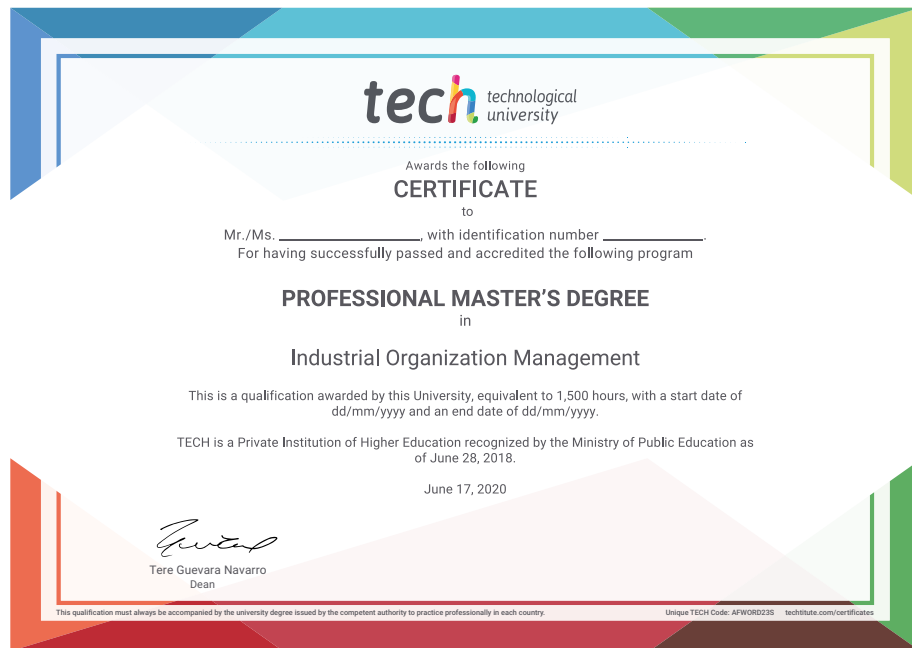 tech technological
university
Awards the following
CERTIFICATE
to
Mr./Ms. ____________________, with identification number ______________.
For having successfully passed and accredited the following program
PROFESSIONAL MASTER'S DEGREE
in
Industrial Organization Management
This is a qualification awarded by this University, equivalent to 1,500 hours, with a start date of
dd/mm/yyyy and an end date of dd/mm/yyyy.
TECH is a Private Institution of Higher Education recognized by the Ministry of Public Education as
of June 28, 2018.
June 17, 2020
Tere Guevara Navarro
Dean
This qualification must always be accompanied by the university degree issued by the competent authority to practice professionally in each country. Unique TECH Code: AFWORD23S techtitute.com/certificates